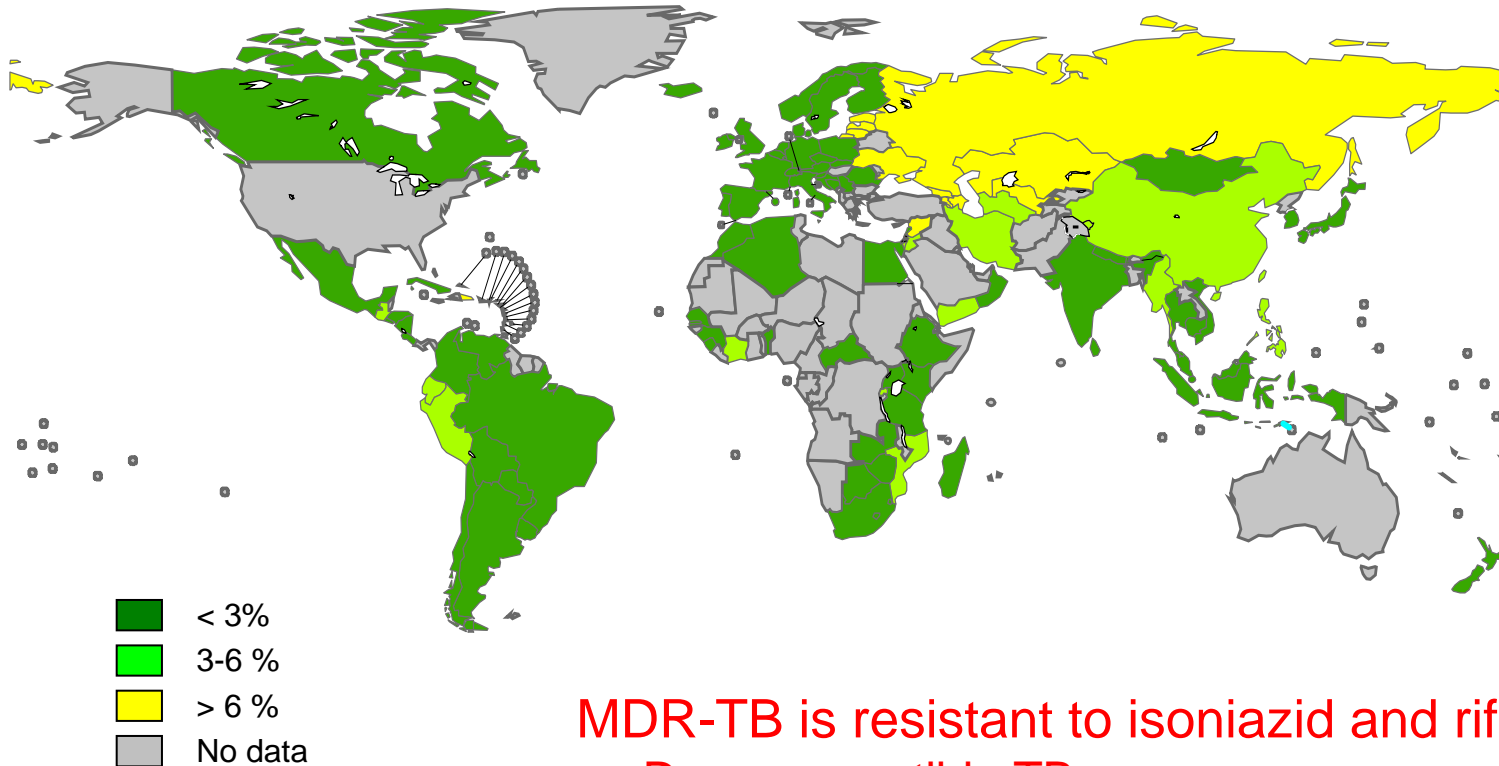 < 3%
3-6 %
> 6 %
No data
MDR-TB is resistant to isoniazid and rif